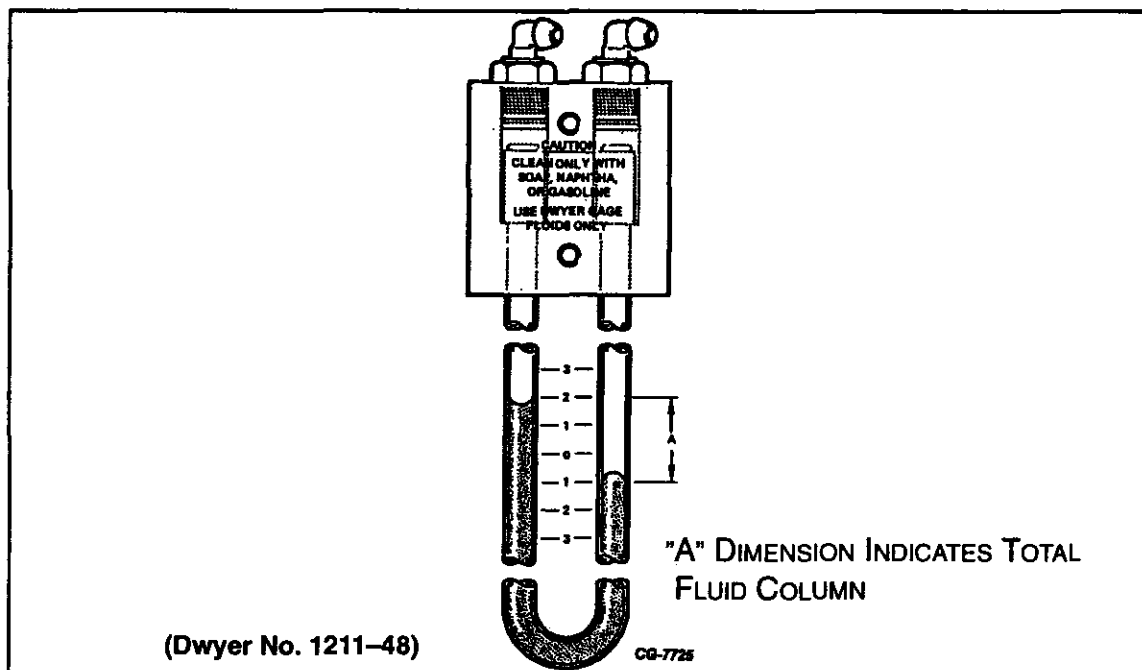 CAUTION
CLEAN ONLY WITH
SOAP, NAPHTHA,
OR GASOLINE
USE DWYER GAGE
FLUIDS ONLY
3
2
1
0
1
2
3
A
"A" DIMENSION INDICATES TOTAL
FLUID COLUMN
(Dwyer No. 1211–48)
CG-7725